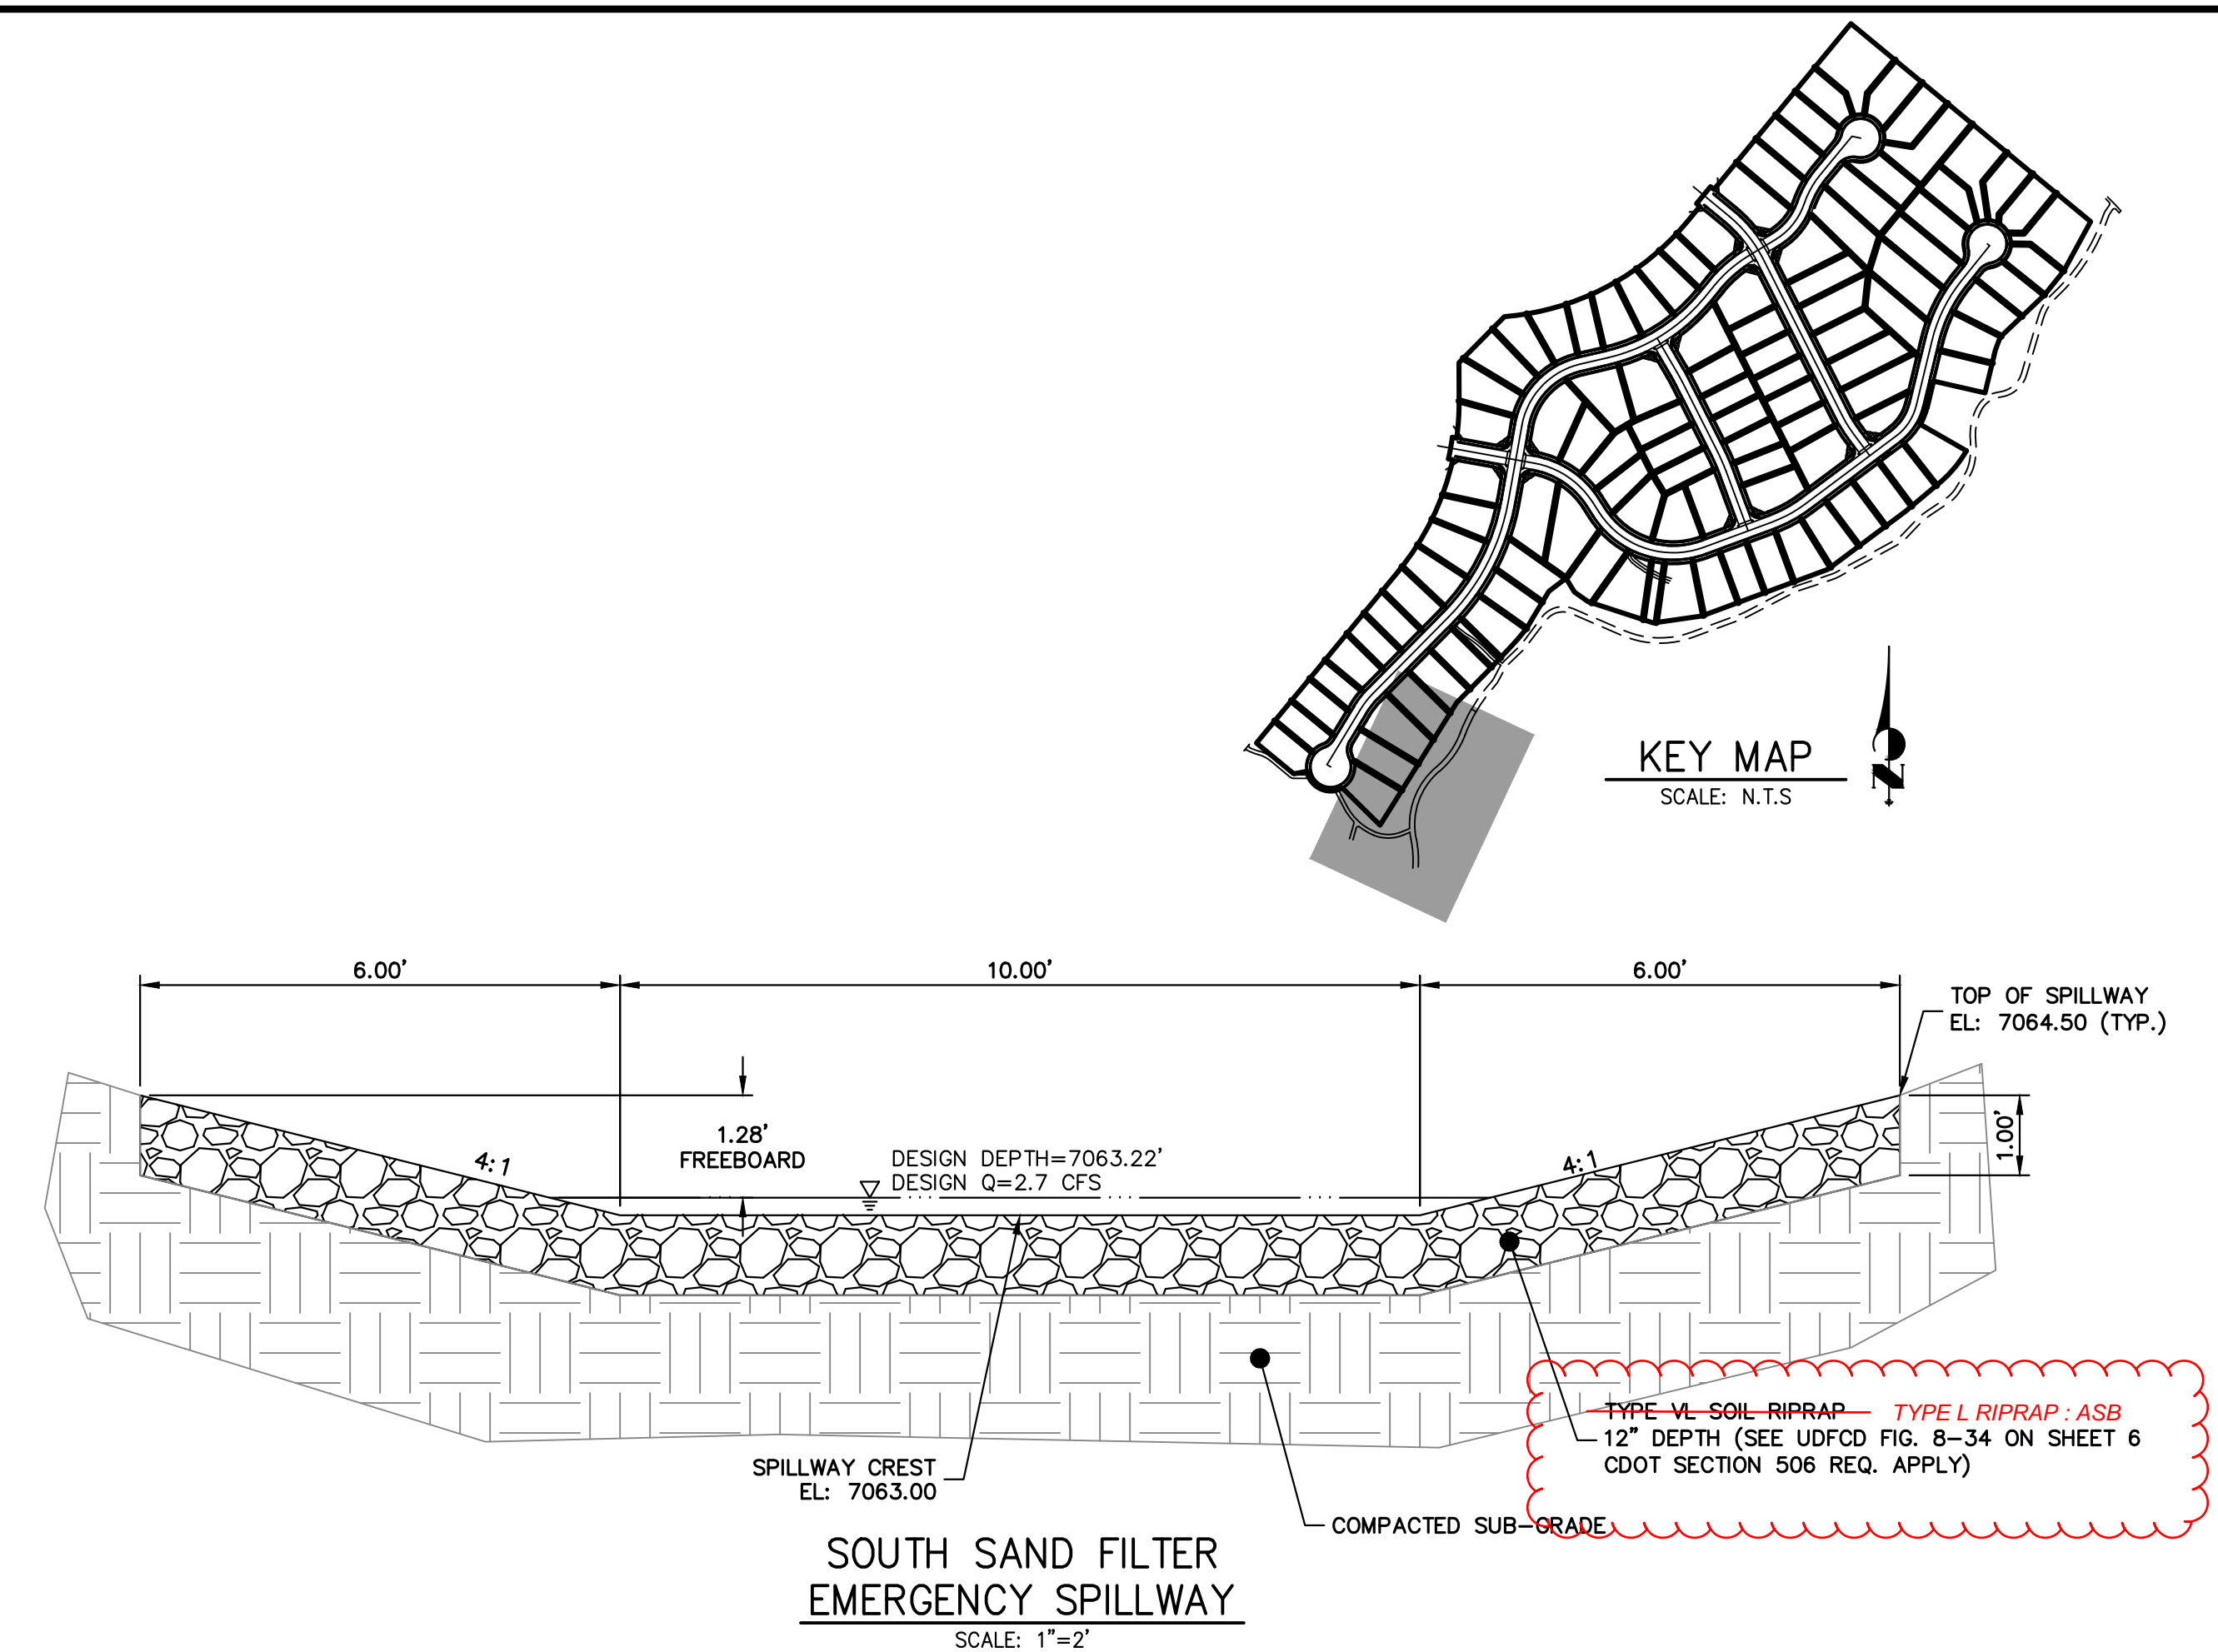 KEY MAP
SCALE: N.T.S
N
6.00'
10.00'
6.00'
TOP OF SPILLWAY
EL: 7064.50 (TYP.)
1.28'
FREEBOARD
DESIGN DEPTH=7063.22'
DESIGN Q=2.7 CFS
4:1
4:1
1.00'
TYPE VL SOIL RIPRAP TYPE L RIPRAP : ASB
12" DEPTH (SEE UDFCD FIG. 8-34 ON SHEET 6
CDOT SECTION 506 REQ. APPLY)
SPILLWAY CREST
EL: 7063.00
COMPACTED SUB-GRADE
SOUTH SAND FILTER
EMERGENCY SPILLWAY
SCALE: 1"=2'